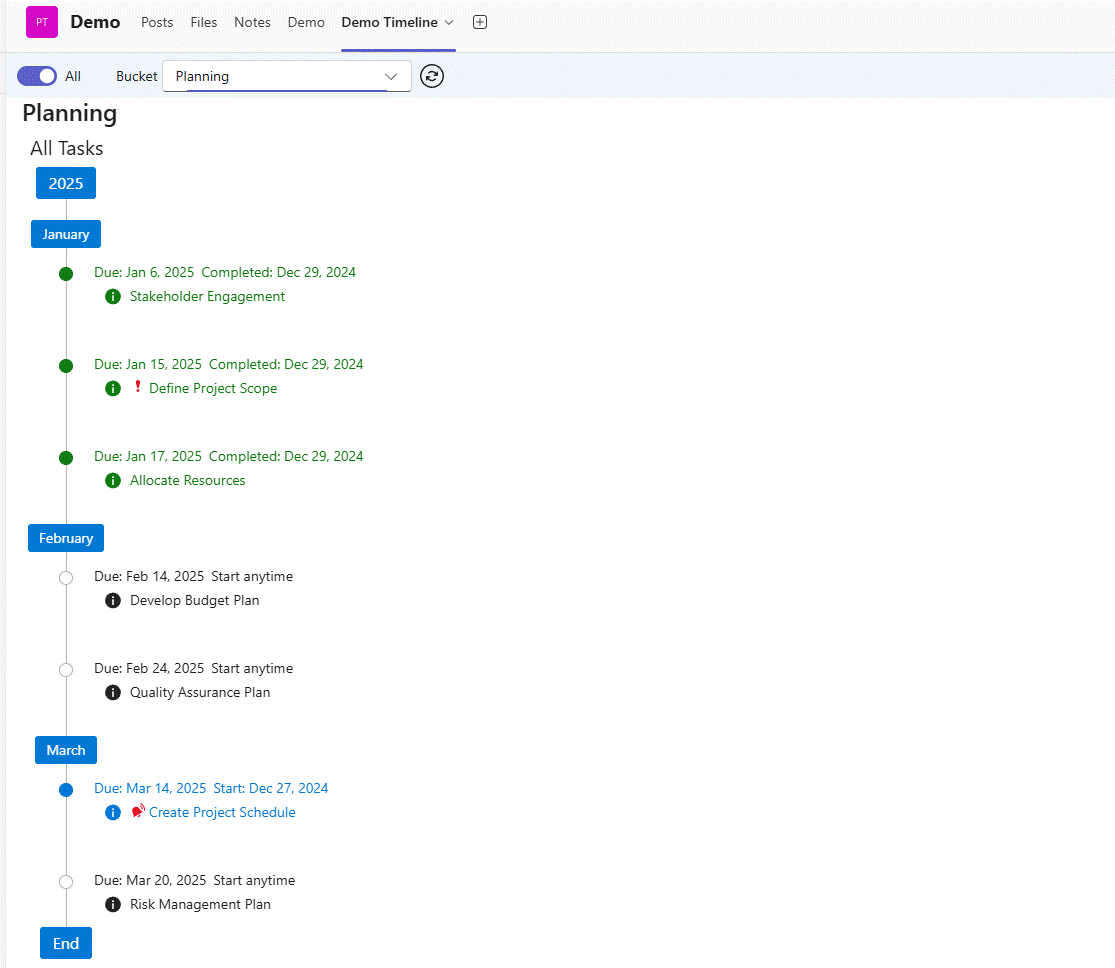 PT Demo Posts Files Notes Demo Demo Timeline
All Bucket Planning
Planning
All Tasks
2025
January
Due: Jan 6, 2025 Completed: Dec 29, 2024
Stakeholder Engagement
Due: Jan 15, 2025 Completed: Dec 29, 2024
Define Project Scope
Due: Jan 17, 2025 Completed: Dec 29, 2024
Allocate Resources
February
Due: Feb 14, 2025 Start anytime
Develop Budget Plan
Due: Feb 24, 2025 Start anytime
Quality Assurance Plan
March
Due: Mar 14, 2025 Start: Dec 27, 2024
Create Project Schedule
Due: Mar 20, 2025 Start anytime
Risk Management Plan
End